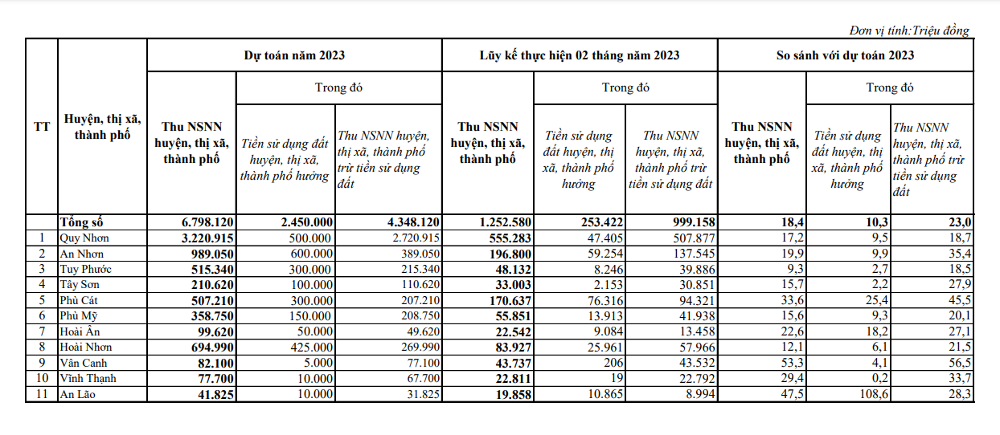 Đơn vị tính:Triệu đồng
TT
Huyện, thị xã,
thành phố
Dự toán năm 2023
Lũy kế thực hiện 02 tháng năm 2023
So sánh với dự toán 2023
Thu NSNN
huyện, thị xã,
thành phố
Trong đó
Tiền sử dụng đất
huyện, thị xã,
thành phố hưởng
Thu NSNN huyện,
thị xã, thành phố
trừ tiền sử dụng
đất
Thu NSNN
huyện, thị xã,
thành phố
Trong đó
Tiền sử dụng
đất huyện, thị
xã, thành phố
hưởng
Thu NSNN
huyện, thị xã,
thành phố trừ
tiền sử dụng đất
Thu NSNN
huyện, thị xã,
thành phố
Trong đó
Tiền sử dụng
đất huyện, thị
xã, thành phố
hưởng
Thu NSNN
huyện, thị xã,
thành phố trừ
tiền sử dụng
đất
Tổng số 6.798.120 2.450.000 4.348.120 1.252.580 253.422 999.158 18,4 10,3 23,0
1 Quy Nhơn 3.220.915 500.000 2.720.915 555.283 47.405 507.877 17,2 9,5 18,7
2 An Nhơn 989.050 600.000 389.050 196.800 59.254 137.545 19,9 9,9 35,4
3 Tuy Phước 515.340 300.000 215.340 48.132 8.246 39.886 9,3 2,7 18,5
4 Tây Sơn 210.620 100.000 110.620 33.003 2.153 30.851 15,7 2,2 27,9
5 Phù Cát 507.210 300.000 207.210 170.637 76.316 94.321 33,6 25,4 45,5
6 Phù Mỹ 358.750 150.000 208.750 55.851 13.913 41.938 15,6 9,3 20,1
7 Hoài Ân 99.620 50.000 49.620 22.542 9.084 13.458 22,6 18,2 27,1
8 Hoài Nhơn 694.990 425.000 269.990 83.927 25.961 57.966 12,1 6,1 21,5
9 Vân Canh 82.100 5.000 77.100 43.737 206 43.532 53,3 4,1 56,5
10 Vĩnh Thạnh 77.700 10.000 67.700 22.811 19 22.792 29,4 0,2 33,7
11 An Lão 41.825 10.000 31.825 19.858 10.865 8.994 47,5 108,6 28,3